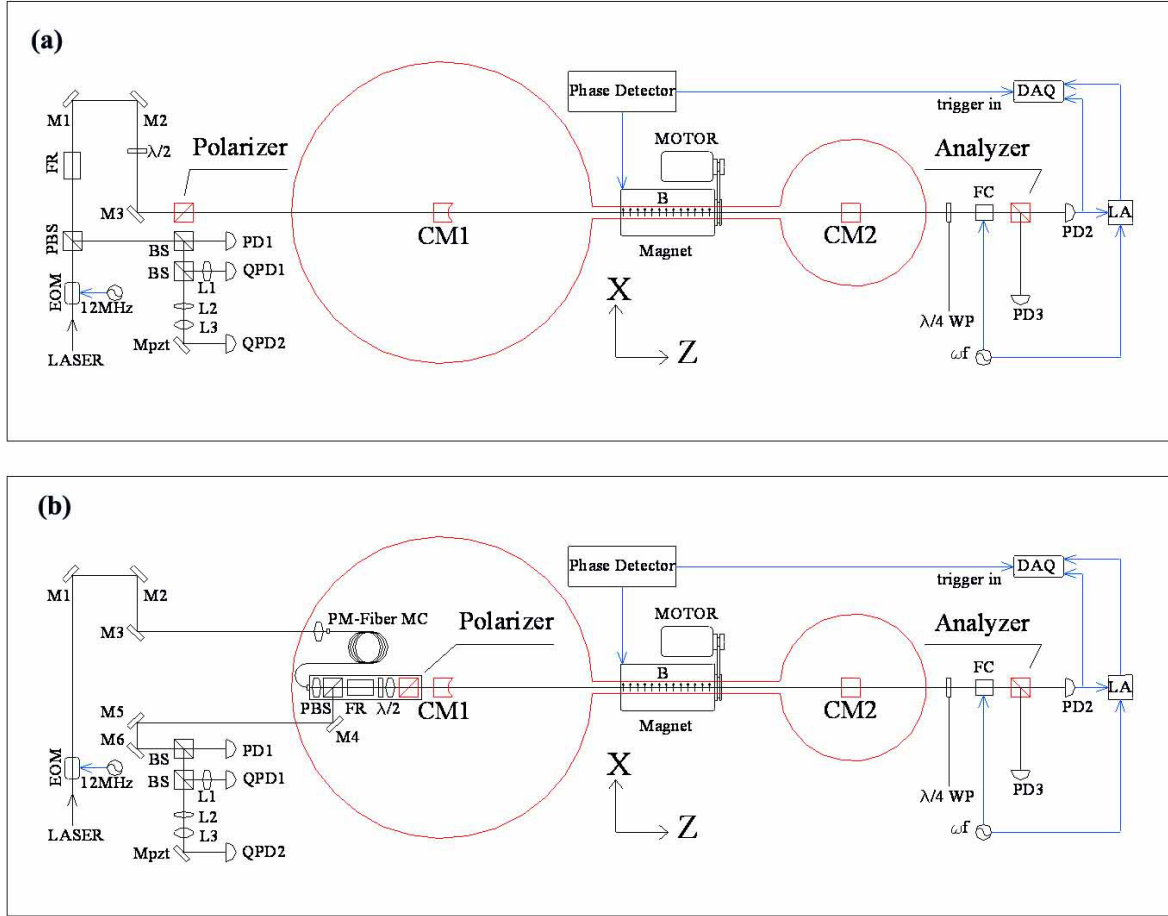 (a)
Phase Detector
DAQ
trigger in
M1
M2
FR
λ/2
Polarizer
MOTOR
Analyzer
M3
B
FC
LA
PBS
CM1
Magnet
CM2
PD2
BS
PD1
BS
QPD1
L1
EOM
12MHz
L2
L3
X
PD3
λ/4 WP
LASER
Mpzt
QPD2
Z
ωf
(b)
Phase Detector
DAQ
trigger in
M1
M2
M3
PM-Fiber MC
Polarizer
MOTOR
Analyzer
B
FC
LA
PBS
FR
λ/2
CM1
Magnet
CM2
PD2
M5
M6
M4
BS
PD1
EOM
12MHz
BS
QPD1
L1
L2
X
PD3
λ/4 WP
LASER
L3
Mpzt
QPD2
Z
ωf